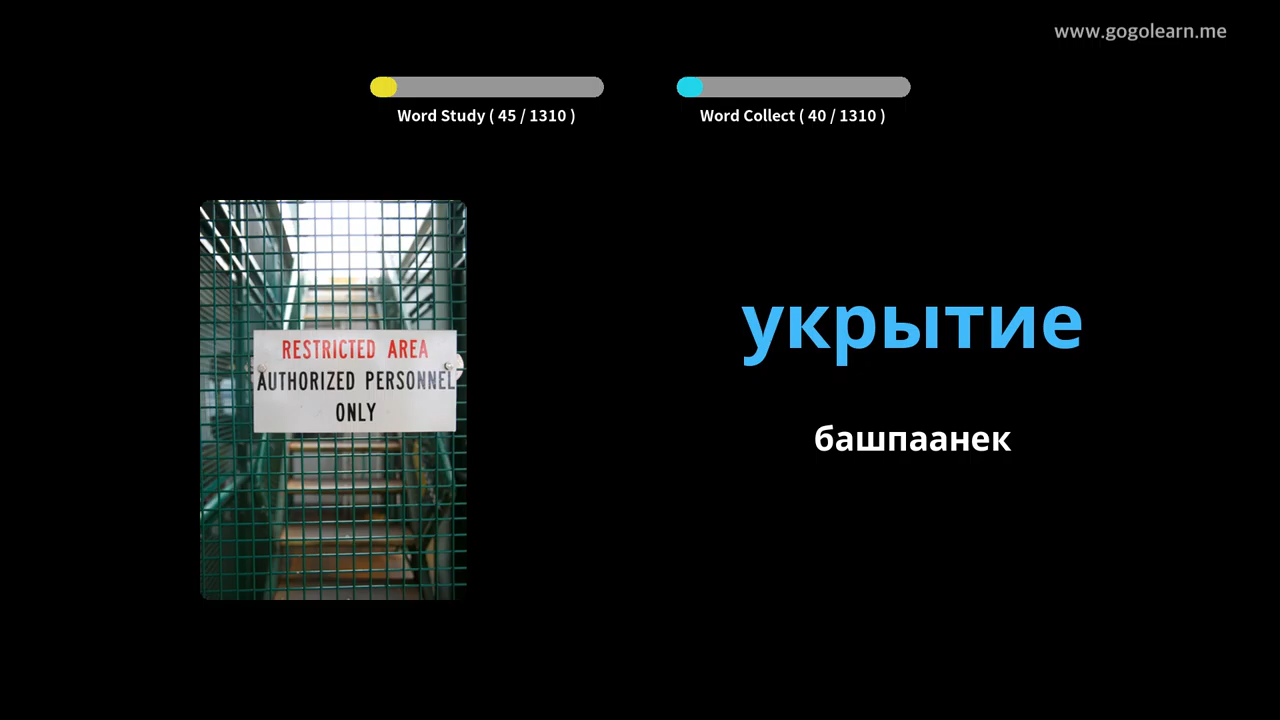 www.gogolearn.me
Word Study ( 45 / 1310 )
Word Collect ( 40 / 1310 )
RESTRICTED AREA
AUTHORIZED PERSONNEL
ONLY
укрытие
башпаанек